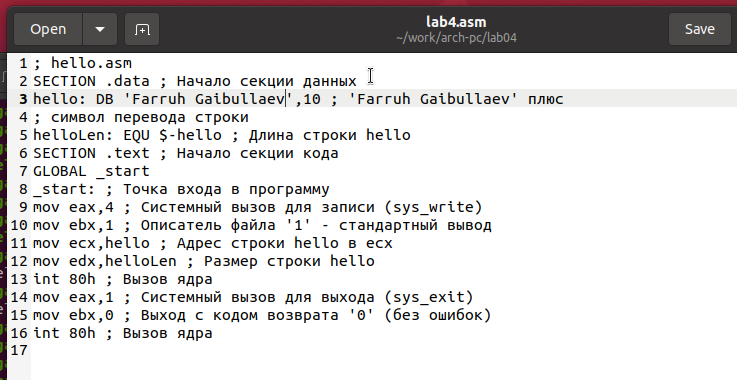 Open
lab4.asm
~/work/arch-pc/lab04
Save
1 ; hello.asm
2 SECTION .data ; Начало секции данных
3 hello: DB 'Farruh Gaibullaev',10 ; 'Farruh Gaibullaev' плюс
4 ; символ перевода строки
5 helloLen: EQU $-hello ; Длина строки hello
6 SECTION .text ; Начало секции кода
7 GLOBAL _start
8 _start: ; Точка входа в программу
9 mov eax,4 ; Системный вызов для записи (sys_write)
10 mov ebx,1 ; Описатель файла '1' - стандартный вывод
11 mov ecx,hello ; Адрес строки hello в ecx
12 mov edx,helloLen ; Размер строки hello
13 int 80h ; Вызов ядра
14 mov eax,1 ; Системный вызов для выхода (sys_exit)
15 mov ebx,0 ; Выход с кодом возврата '0' (без ошибок)
16 int 80h ; Вызов ядра
17